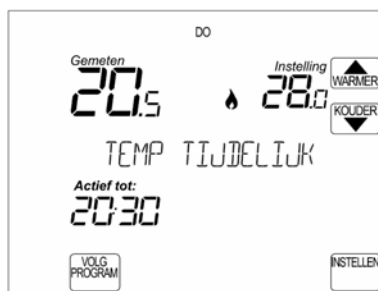 DO
Gemeten
20.5
Instelling
28.0
WARMER
KOUDER
TEMP TIJDELIJK
Actief tot:
20:30
VOLG
PROGRAM
INSTELLEN